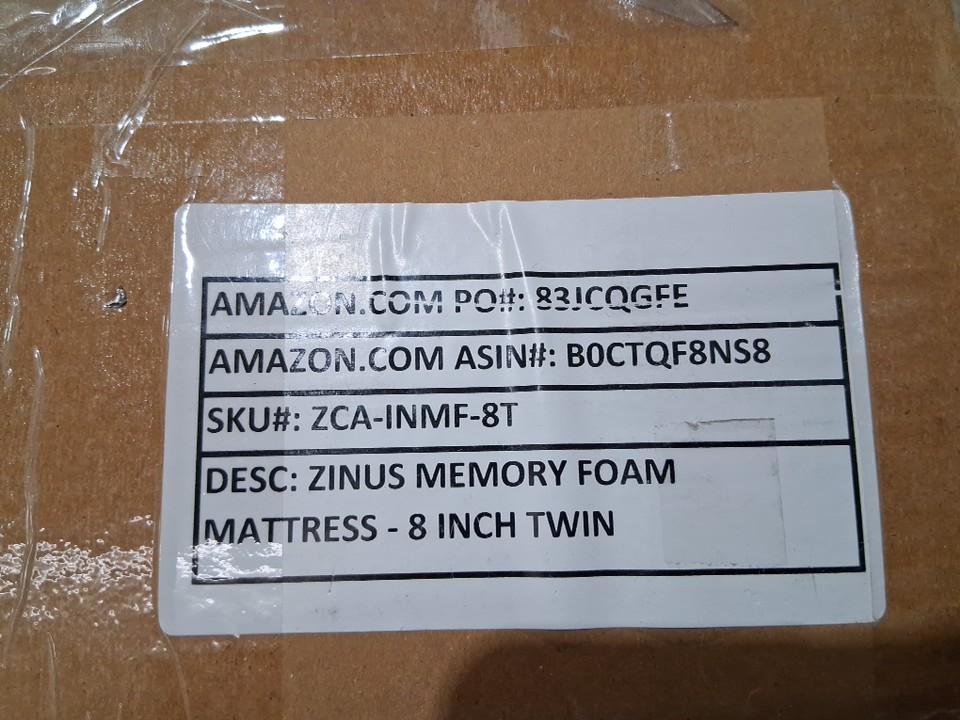 AMAZON.COM PO#: 83JCQGFE
AMAZON.COM ASIN#: B0CTQF8NS8
SKU#: ZCA-INMF-8T
DESC: ZINUS MEMORY FOAM
MATTRESS - 8 INCH TWIN